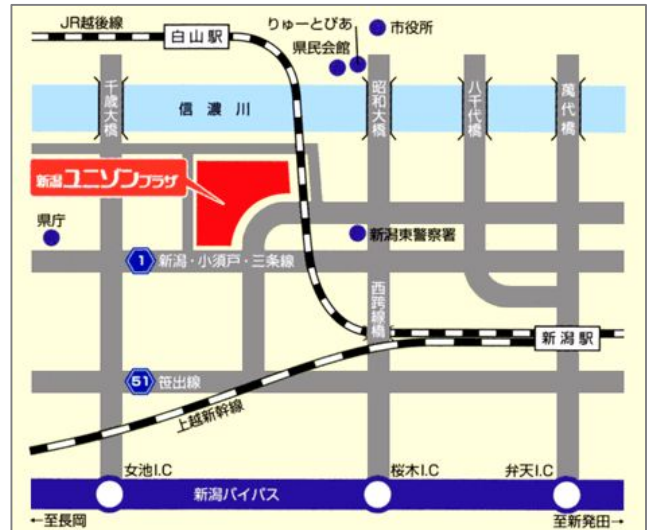 JR越後線
白山駅
りゅーとぴあ
県民会館
市役所
千歳大橋
信濃川
昭和大橋
八千代橋
萬代橋
新潟ユニゾンプラザ
県庁
新潟東警察署
1
新潟・小須戸・三条線
西跨線橋
新潟駅
51
笹出線
上越新幹線
女池I.C
桜木I.C
弁天I.C
新潟バイパス
←至長岡
至新発田→